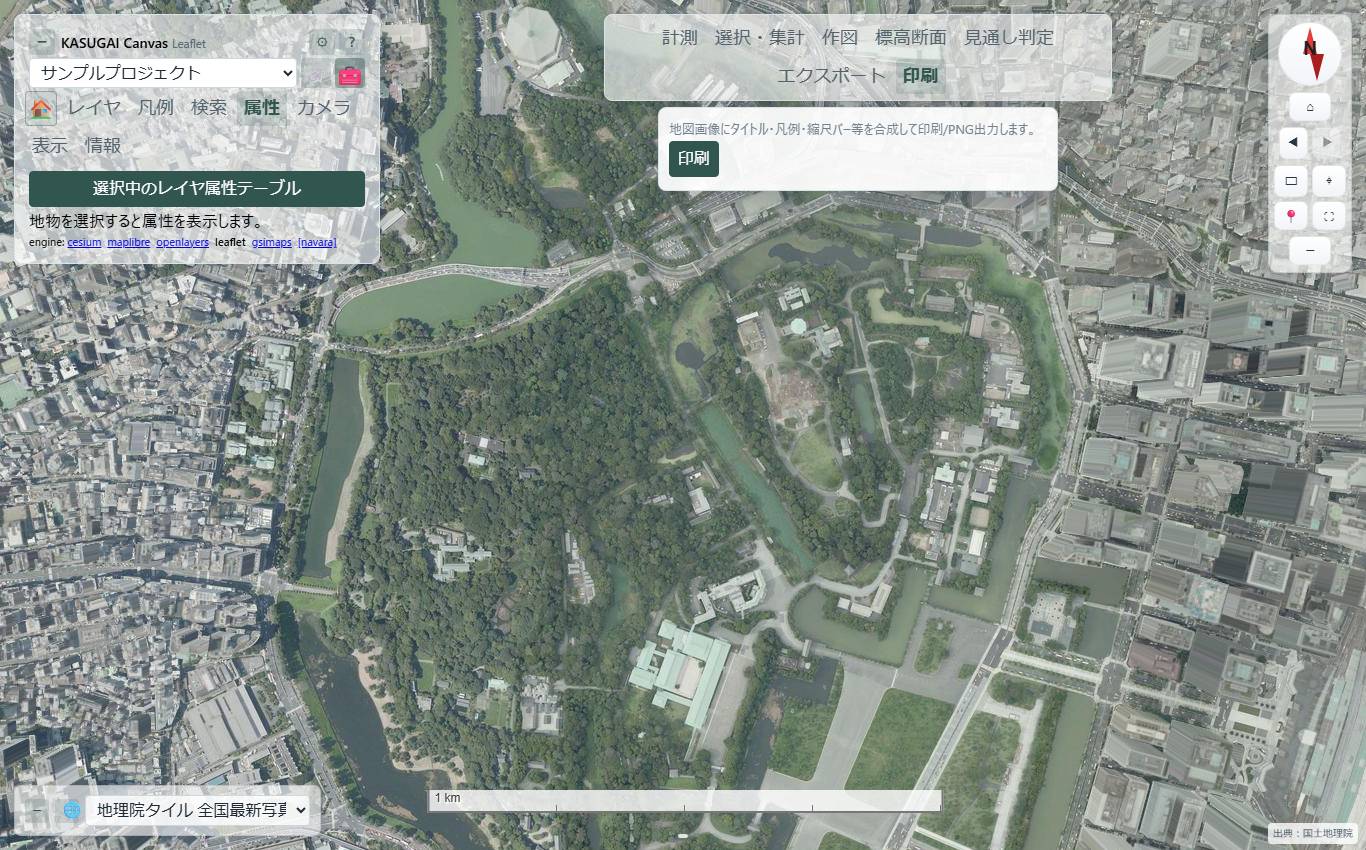 − KASUGAI Canvas Leaflet ⚙ ?
サンプルプロジェクト
レイヤ 凡例 検索 属性 カメラ
表示 情報
選択中のレイヤ属性テーブル
地物を選択すると属性を表示します。
engine: cesium maplibre openlayers leaflet gsimaps [navara]
計測 選択・集計 作図 標高断面 見通し判定
エクスポート 印刷
地図画像にタイトル・凡例・縮尺バー等を合成して印刷/PNG出力します。
印刷
N
1 km
地理院タイル 全国最新写真
出典：国土地理院